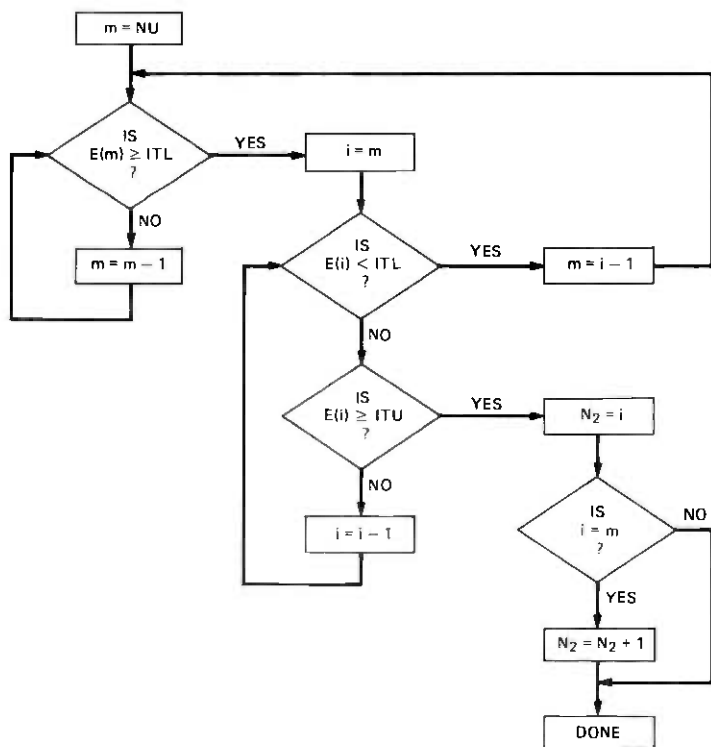 m = NU
IS
E(m) ≥ ITL
?
YES
i = m
NO
m = m − 1
IS
E(i) < ITL
?
YES
m = i − 1
NO
IS
E(i) ≥ ITU
?
YES
N₂ = i
NO
i = i − 1
IS
i = m
?
NO
YES
N₂ = N₂ + 1
DONE